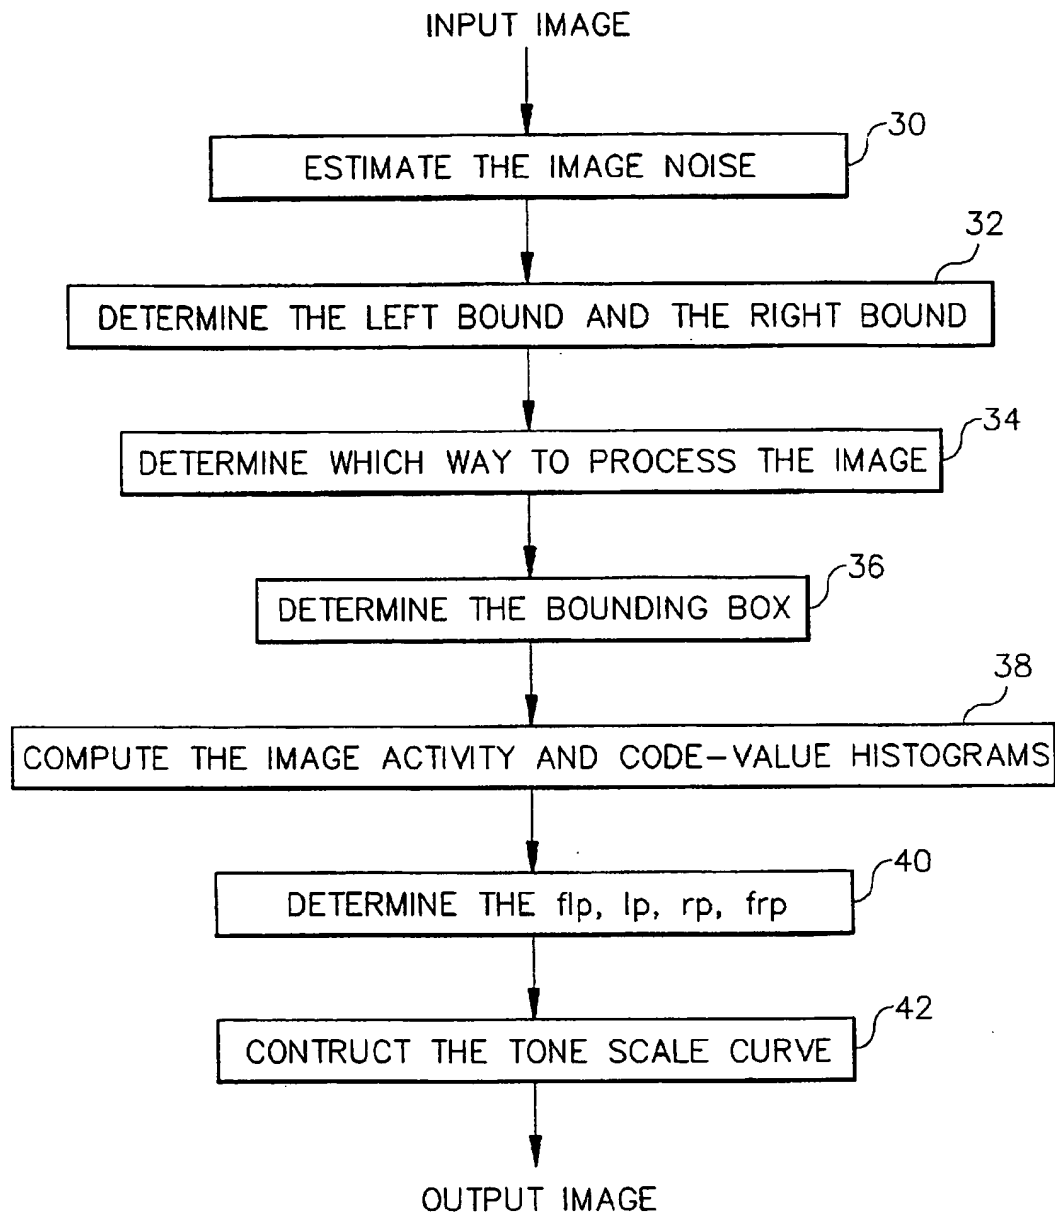 INPUT IMAGE
30
ESTIMATE THE IMAGE NOISE
32
DETERMINE THE LEFT BOUND AND THE RIGHT BOUND
34
DETERMINE WHICH WAY TO PROCESS THE IMAGE
36
DETERMINE THE BOUNDING BOX
38
COMPUTE THE IMAGE ACTIVITY AND CODE-VALUE HISTOGRAMS
40
DETERMINE THE flp, lp, rp, frp
42
CONTRUCT THE TONE SCALE CURVE
OUTPUT IMAGE